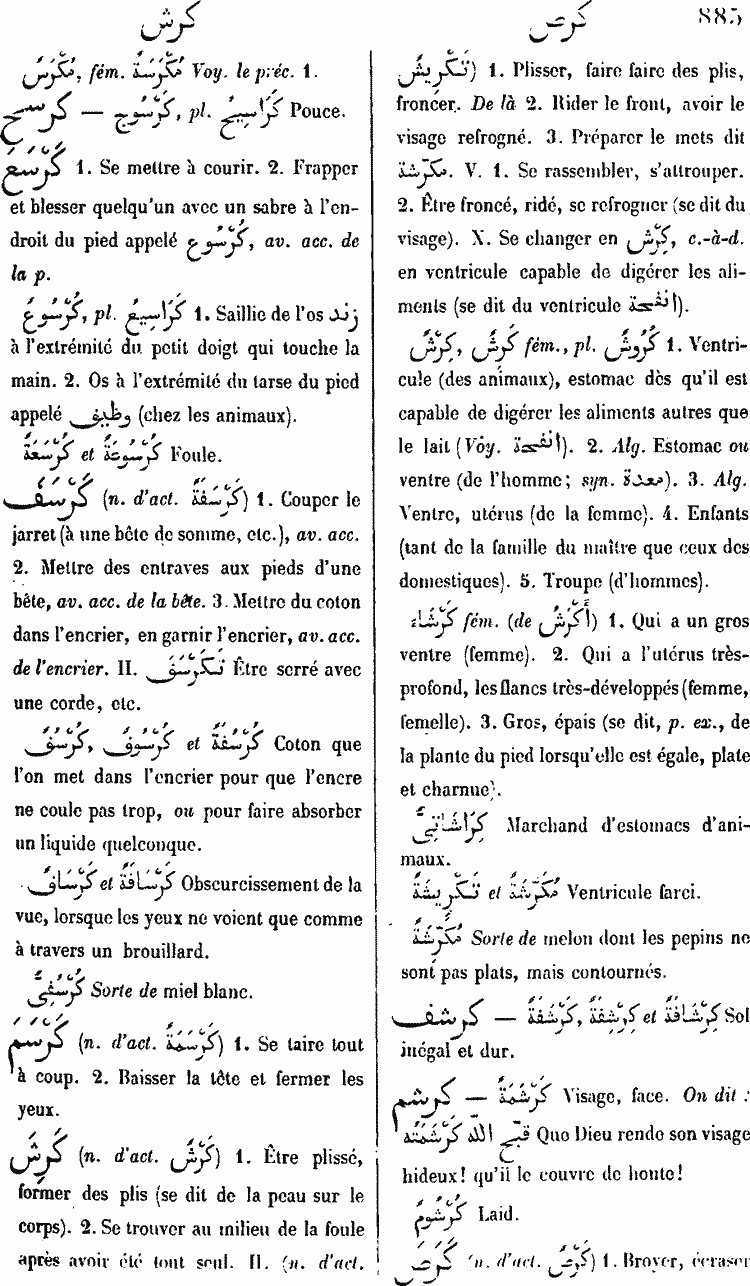 كرش كرص 885
مُكَرْسٌ, fém. مُكَرْسَةٌ Voy. le préc. 1.
كرسح — كُرْسُوحٌ, pl. كَرَاسِيحُ Pouce.
كَرْسَعَ 1. Se mettre à courir. 2. Frapper
et blesser quelqu'un avec un sabre à l'en-
droit du pied appelé كُرْسُوع, av. acc. de
la p.
كُرْسُوعٌ, pl. كَرَاسِيعُ 1. Saillie de l'os زند
à l'extrémité du petit doigt qui touche la
main. 2. Os à l'extrémité du tarse du pied
appelé وظيف (chez les animaux).
كَرْسَعَةٌ et كُرْسُوعَةٌ Foule.
كَرْسَفَ (n. d'act. كَرْسَفَةٌ) 1. Couper le
jarret (à une bête de somme, etc.), av. acc.
2. Mettre des entraves aux pieds d'une
bête, av. acc. de la bête. 3. Mettre du coton
dans l'encrier, en garnir l'encrier, av. acc.
de l'encrier. II. تَكَرْسَفَ Être serré avec
une corde, etc.
كُرْسُفٌ, كُرْسُوفٌ et كُرْسُفَةٌ Coton que
l'on met dans l'encrier pour que l'encre
ne coule pas trop, ou pour faire absorber
un liquide quelconque.
كُرْسَافٌ et كُرْسَافَةٌ Obscurcissement de la
vue, lorsque les yeux ne voient que comme
à travers un brouillard.
كُرْسُفِىٌّ Sorte de miel blanc.
كَرْسَمَ (n. d'act. كَرْسَمَةٌ) 1. Se taire tout
à coup. 2. Baisser la tête et fermer les
yeux.
كَرِشَ (n. d'act. كَرَشٌ) 1. Être plissé,
former des plis (se dit de la peau sur le
corps). 2. Se trouver au milieu de la foule
après avoir été tout seul. II. (n. d'act.
تَكْرِيشٌ) 1. Plisser, faire faire des plis,
froncer. De là 2. Rider le front, avoir le
visage refrogné. 3. Préparer le mets dit
مكرّشة. V. 1. Se rassembler, s'attrouper.
2. Être froncé, ridé, se refrogner (se dit du
visage). X. Se changer en كَرِش, c.-à-d.
en ventricule capable de digérer les ali-
ments (se dit du ventricule انفحة).
كِرْشٌ, كَرِشٌ fém., pl. كُرُوشٌ 1. Ventri-
cule (des animaux), estomac dès qu'il est
capable de digérer les aliments autres que
le lait (Voy. انفحة). 2. Alg. Estomac ou
ventre (de l'homme; syn. معدة). 3. Alg.
Ventre, utérus (de la femme). 4. Enfants
(tant de la famille du maître que ceux des
domestiques). 5. Troupe (d'hommes).
كَرْشَاءُ fém. (de أَكْرَشُ) 1. Qui a un gros
ventre (femme). 2. Qui a l'utérus très-
profond, les flancs très-développés (femme,
femelle). 3. Gros, épais (se dit, p. ex., de
la plante du pied lorsqu'elle est égale, plate
et charnue).
كِرَاشَاتِىٌّ Marchand d'estomacs d'ani-
maux.
تَكْرِيشَةٌ et مُكَرَّشَةٌ Ventricule farci.
مُكَرَّشَةٌ Sorte de melon dont les pepins ne
sont pas plats, mais contournés.
كرشف — كَرْشَفَةٌ, كِرْشِفَةٌ et كِرْشَافَةٌ Sol
inégal et dur.
كرشم — كَرْشَمَةٌ Visage, face. On dit :
قبح الله كَرْشَمَتَهُ Que Dieu rende son visage
hideux! qu'il le couvre de honte!
كُرْشُومٌ Laid.
كَرَصَ (n. d'act. كَرْصٌ) 1. Broyer, écraser